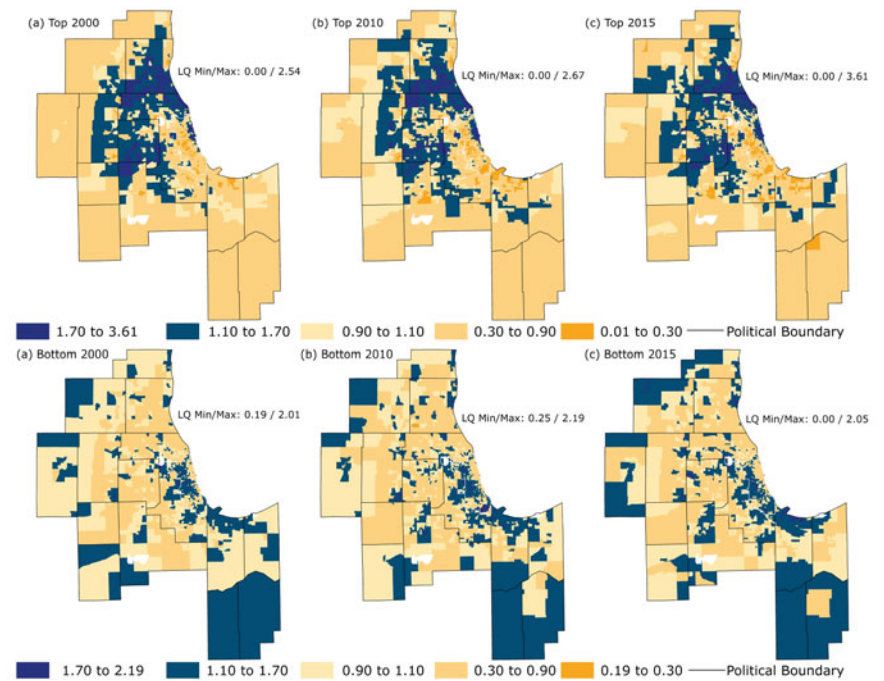 (a) Top 2000
(b) Top 2010
(c) Top 2015
LQ Min/Max: 0.00 / 2.54
LQ Min/Max: 0.00 / 2.67
LQ Min/Max: 0.00 / 3.61
1.70 to 3.61 1.10 to 1.70 0.90 to 1.10 0.30 to 0.90 0.01 to 0.30 Political Boundary
(a) Bottom 2000
(b) Bottom 2010
(c) Bottom 2015
LQ Min/Max: 0.19 / 2.01
LQ Min/Max: 0.25 / 2.19
LQ Min/Max: 0.00 / 2.05
1.70 to 2.19 1.10 to 1.70 0.90 to 1.10 0.30 to 0.90 0.19 to 0.30 Political Boundary